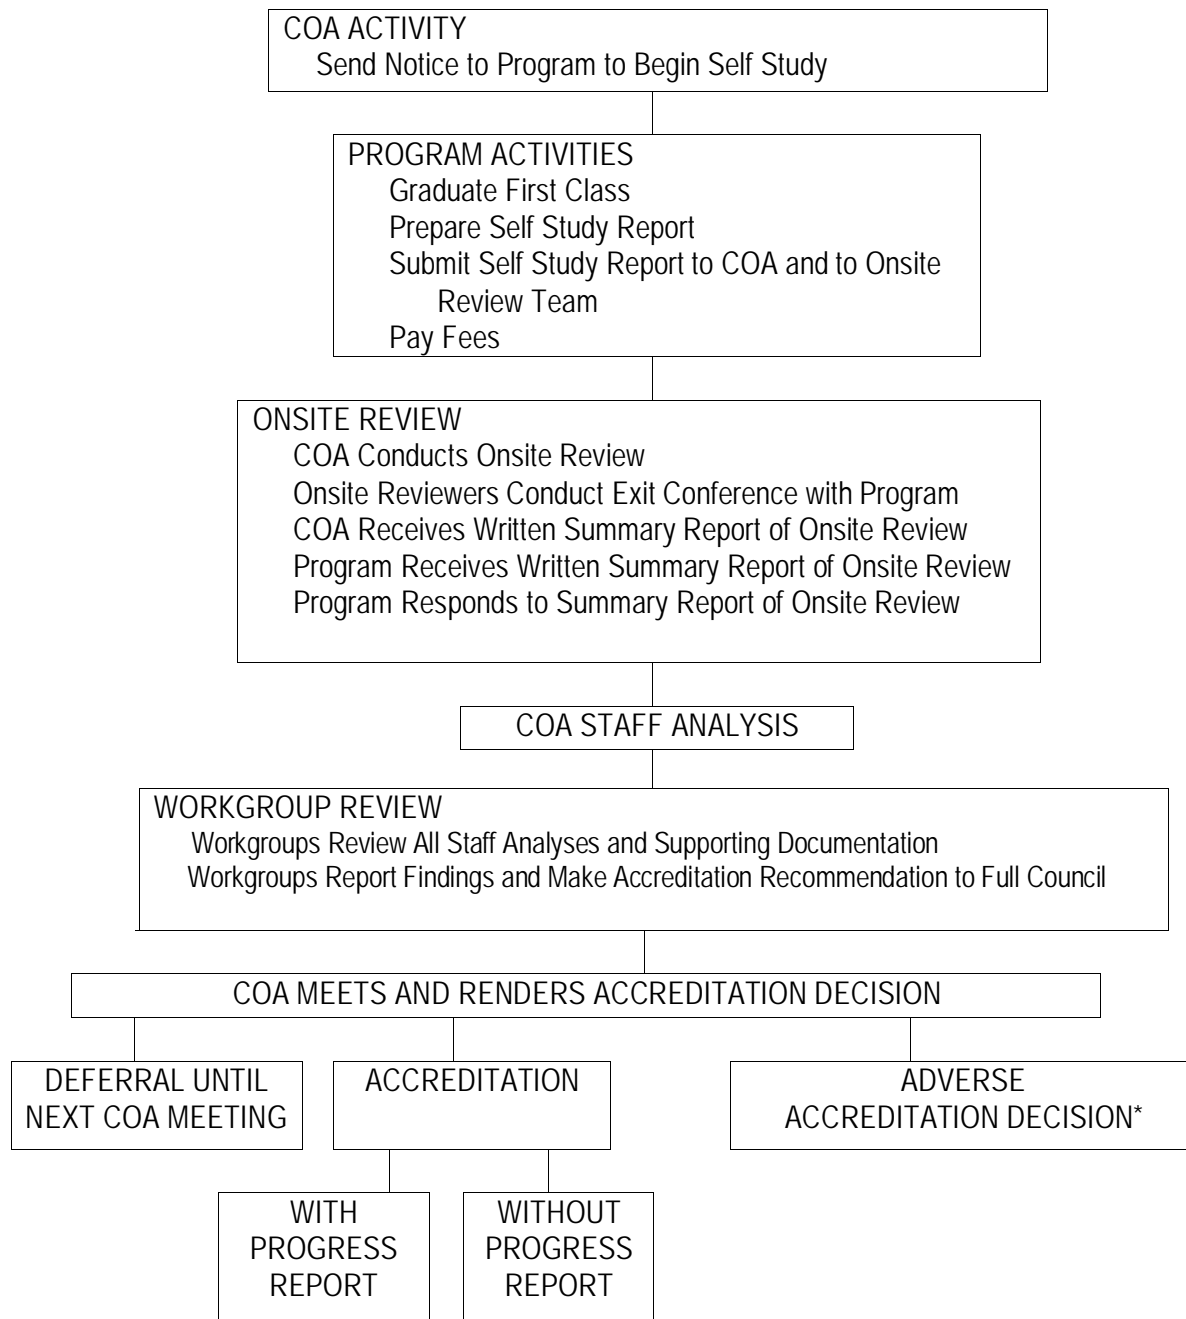 COA ACTIVITY
Send Notice to Program to Begin Self Study
PROGRAM ACTIVITIES
Graduate First Class
Prepare Self Study Report
Submit Self Study Report to COA and to Onsite
Review Team
Pay Fees
ONSITE REVIEW
COA Conducts Onsite Review
Onsite Reviewers Conduct Exit Conference with Program
COA Receives Written Summary Report of Onsite Review
Program Receives Written Summary Report of Onsite Review
Program Responds to Summary Report of Onsite Review
COA STAFF ANALYSIS
WORKGROUP REVIEW
Workgroups Review All Staff Analyses and Supporting Documentation
Workgroups Report Findings and Make Accreditation Recommendation to Full Council
COA MEETS AND RENDERS ACCREDITATION DECISION
DEFERRAL UNTIL
NEXT COA MEETING
ACCREDITATION
ADVERSE
ACCREDITATION DECISION*
WITH
PROGRESS
REPORT
WITHOUT
PROGRESS
REPORT